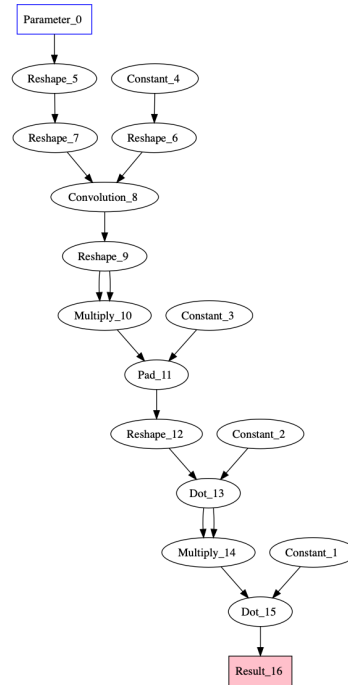 Parameter_0
Reshape_5
Constant_4
Reshape_7
Reshape_6
Convolution_8
Reshape_9
Multiply_10
Constant_3
Pad_11
Reshape_12
Constant_2
Dot_13
Multiply_14
Constant_1
Dot_15
Result_16